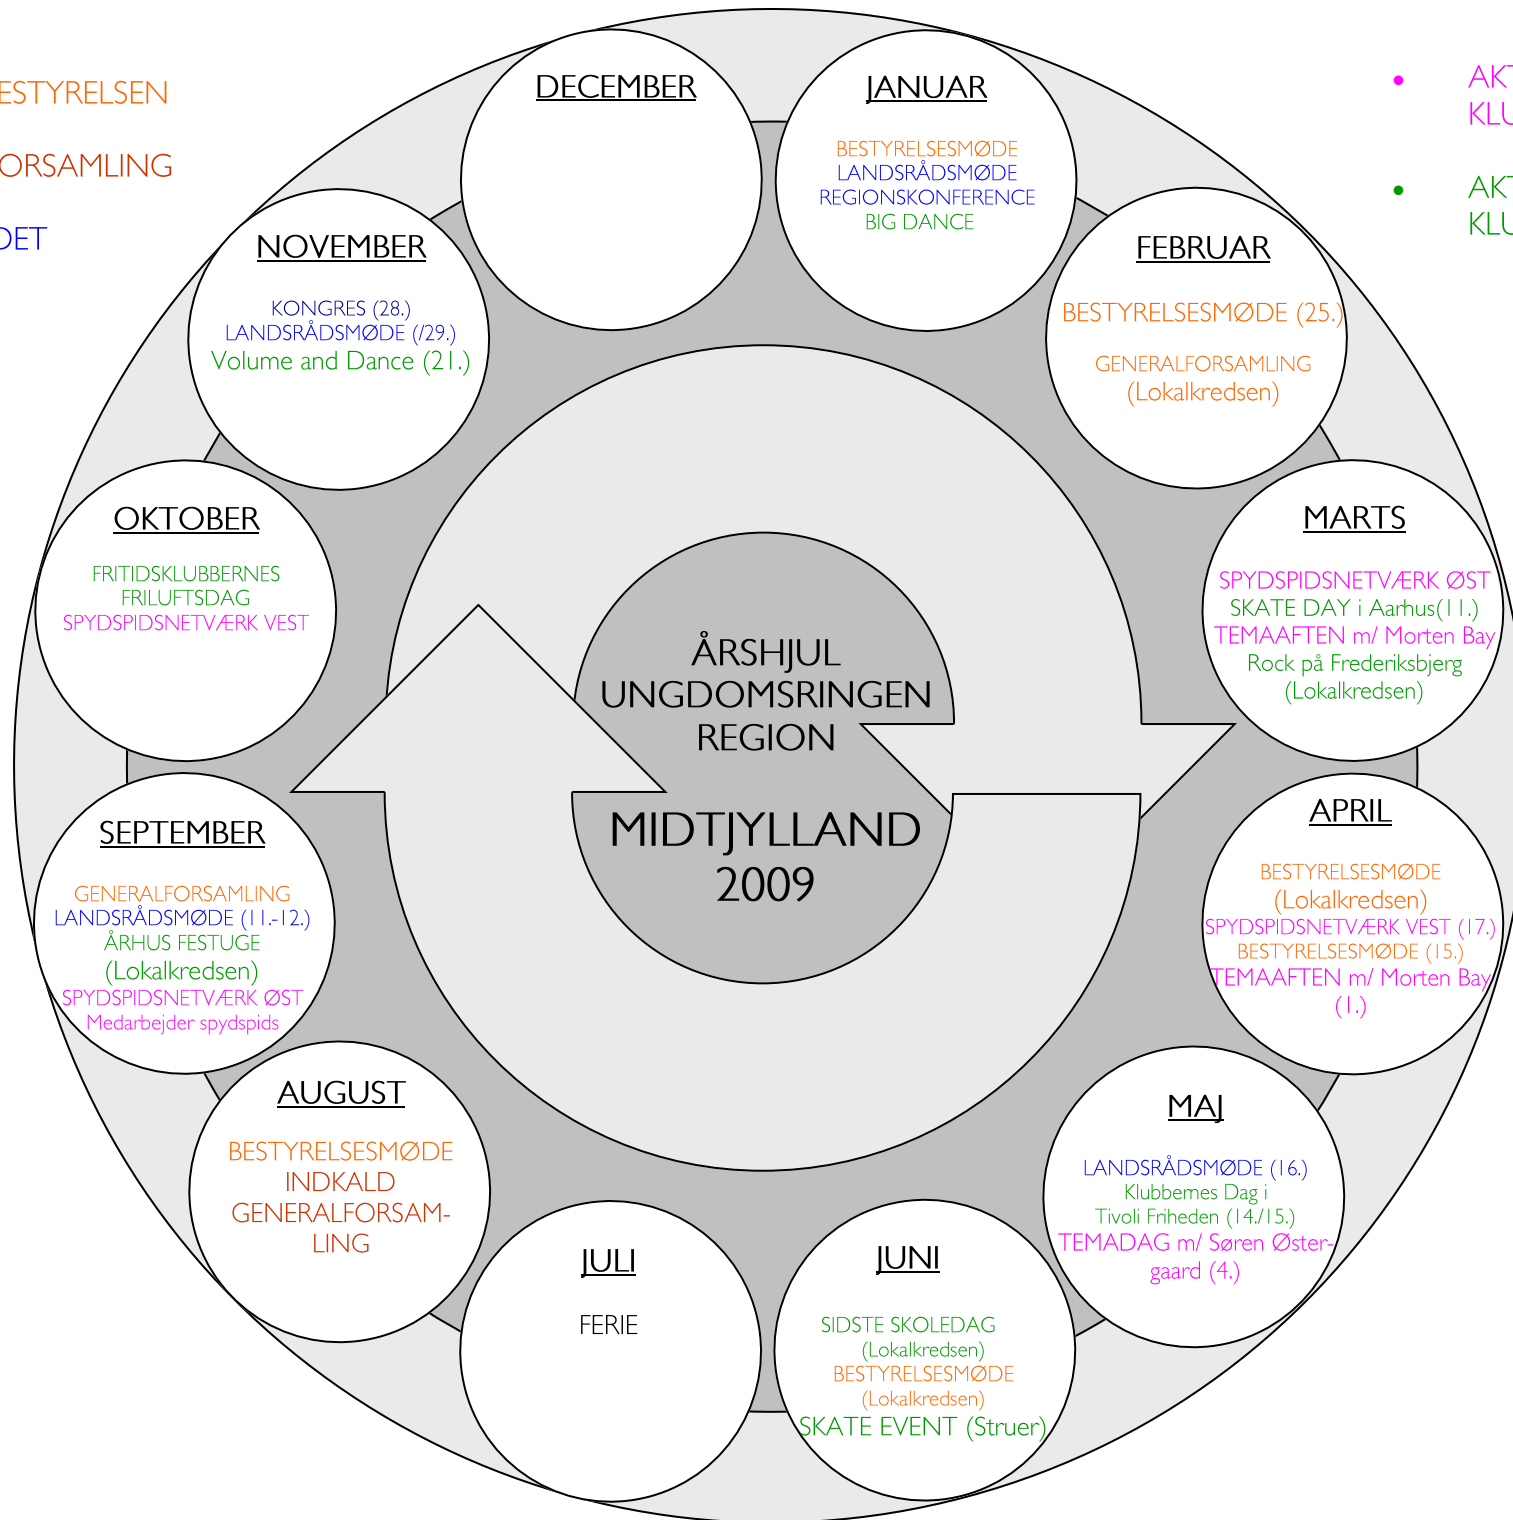 ESTYRELSEN
ORSAMLING
DET
AKT
KLU
AKT
KLU
DECEMBER
JANUAR
BESTYRELSESMØDE
LANDSRÅDSMØDE
REGIONSKONFERENCE
BIG DANCE
FEBRUAR
BESTYRELSESMØDE (25.)
GENERALFORSAMLING
(Lokalkredsen)
MARTS
SPYDSPIDSNETVÆRK ØST
SKATE DAY i Aarhus(11.)
TEMAAFTEN m/ Morten Bay
Rock på Frederiksbjerg
(Lokalkredsen)
APRIL
BESTYRELSESMØDE
(Lokalkredsen)
SPYDSPIDSNETVÆRK VEST (17.)
BESTYRELSESMØDE (15.)
TEMAAFTEN m/ Morten Bay
(1.)
MAJ
LANDSRÅDSMØDE (16.)
Klubbernes Dag i
Tivoli Friheden (14./15.)
TEMADAG m/ Søren Øster-
gaard (4.)
JUNI
SIDSTE SKOLEDAG
(Lokalkredsen)
BESTYRELSESMØDE
(Lokalkredsen)
SKATE EVENT (Struer)
JULI
FERIE
AUGUST
BESTYRELSESMØDE
INDKALD
GENERALFORSAM-
LING
SEPTEMBER
GENERALFORSAMLING
LANDSRÅDSMØDE (11.-12.)
ÅRHUS FESTUGE
(Lokalkredsen)
SPYDSPIDSNETVÆRK ØST
Medarbejder spydspids
OKTOBER
FRITIDSKLUBBERNES
FRILUFTSDAG
SPYDSPIDSNETVÆRK VEST
NOVEMBER
KONGRES (28.)
LANDSRÅDSMØDE (/29.)
Volume and Dance (21.)
ÅRSHJUL
UNGDOMSRINGEN
REGION
MIDTJYLLAND
2009